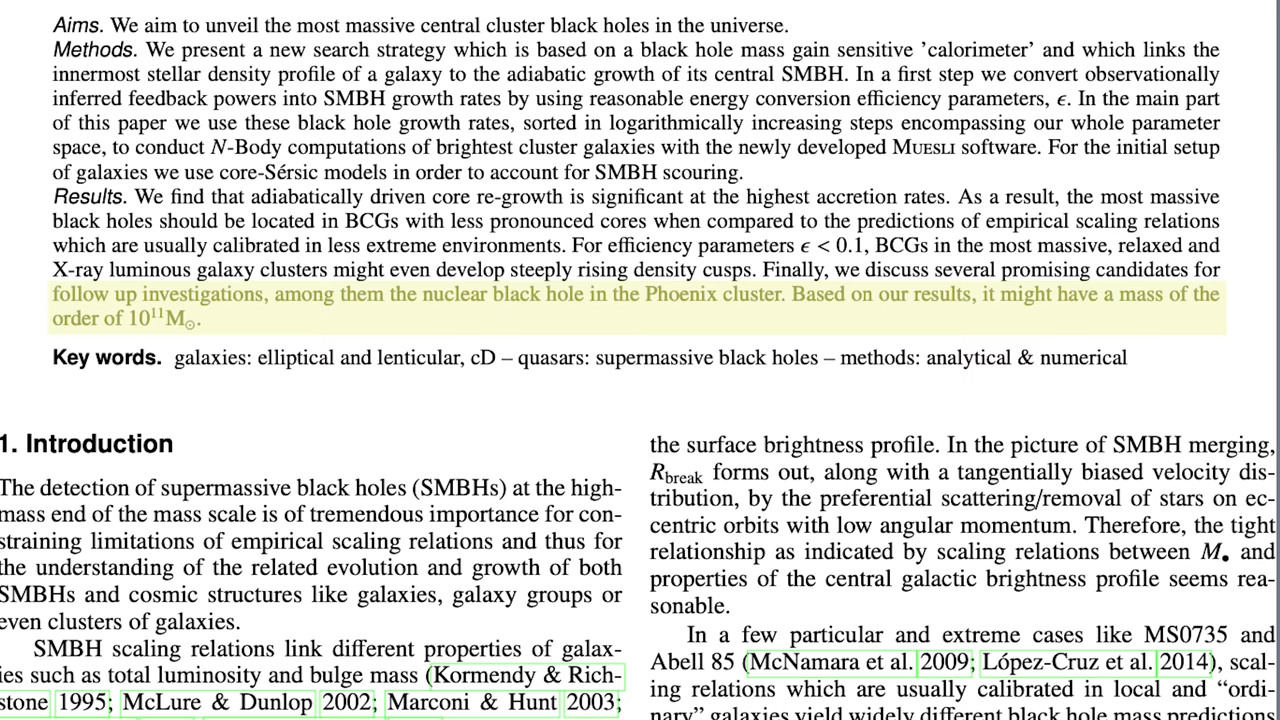 Aims. We aim to unveil the most massive central cluster black holes in the universe.
Methods. We present a new search strategy which is based on a black hole mass gain sensitive ’calorimeter’ and which links the
innermost stellar density profile of a galaxy to the adiabatic growth of its central SMBH. In a first step we convert observationally
inferred feedback powers into SMBH growth rates by using reasonable energy conversion efficiency parameters, ϵ. In the main part
of this paper we use these black hole growth rates, sorted in logarithmically increasing steps encompassing our whole parameter
space, to conduct N-Body computations of brightest cluster galaxies with the newly developed Muesli software. For the initial setup
of galaxies we use core-Sérsic models in order to account for SMBH scouring.
Results. We find that adiabatically driven core re-growth is significant at the highest accretion rates. As a result, the most massive
black holes should be located in BCGs with less pronounced cores when compared to the predictions of empirical scaling relations
which are usually calibrated in less extreme environments. For efficiency parameters ϵ < 0.1, BCGs in the most massive, relaxed and
X-ray luminous galaxy clusters might even develop steeply rising density cusps. Finally, we discuss several promising candidates for
follow up investigations, among them the nuclear black hole in the Phoenix cluster. Based on our results, it might have a mass of the
order of 10¹¹M⊙.
Key words. galaxies: elliptical and lenticular, cD – quasars: supermassive black holes – methods: analytical & numerical
1. Introduction
The detection of supermassive black holes (SMBHs) at the high-
mass end of the mass scale is of tremendous importance for con-
straining limitations of empirical scaling relations and thus for
the understanding of the related evolution and growth of both
SMBHs and cosmic structures like galaxies, galaxy groups or
even clusters of galaxies.
SMBH scaling relations link different properties of galax-
ies such as total luminosity and bulge mass (Kormendy & Rich-
stone 1995; McLure & Dunlop 2002; Marconi & Hunt 2003;
the surface brightness profile. In the picture of SMBH merging,
Rbreak forms out, along with a tangentially biased velocity dis-
tribution, by the preferential scattering/removal of stars on ec-
centric orbits with low angular momentum. Therefore, the tight
relationship as indicated by scaling relations between M• and
properties of the central galactic brightness profile seems rea-
sonable.
In a few particular and extreme cases like MS0735 and
Abell 85 (McNamara et al. 2009; López-Cruz et al. 2014), scal-
ing relations which are usually calibrated in local and “ordi-
nary” galaxies yield widely different black hole mass predictions